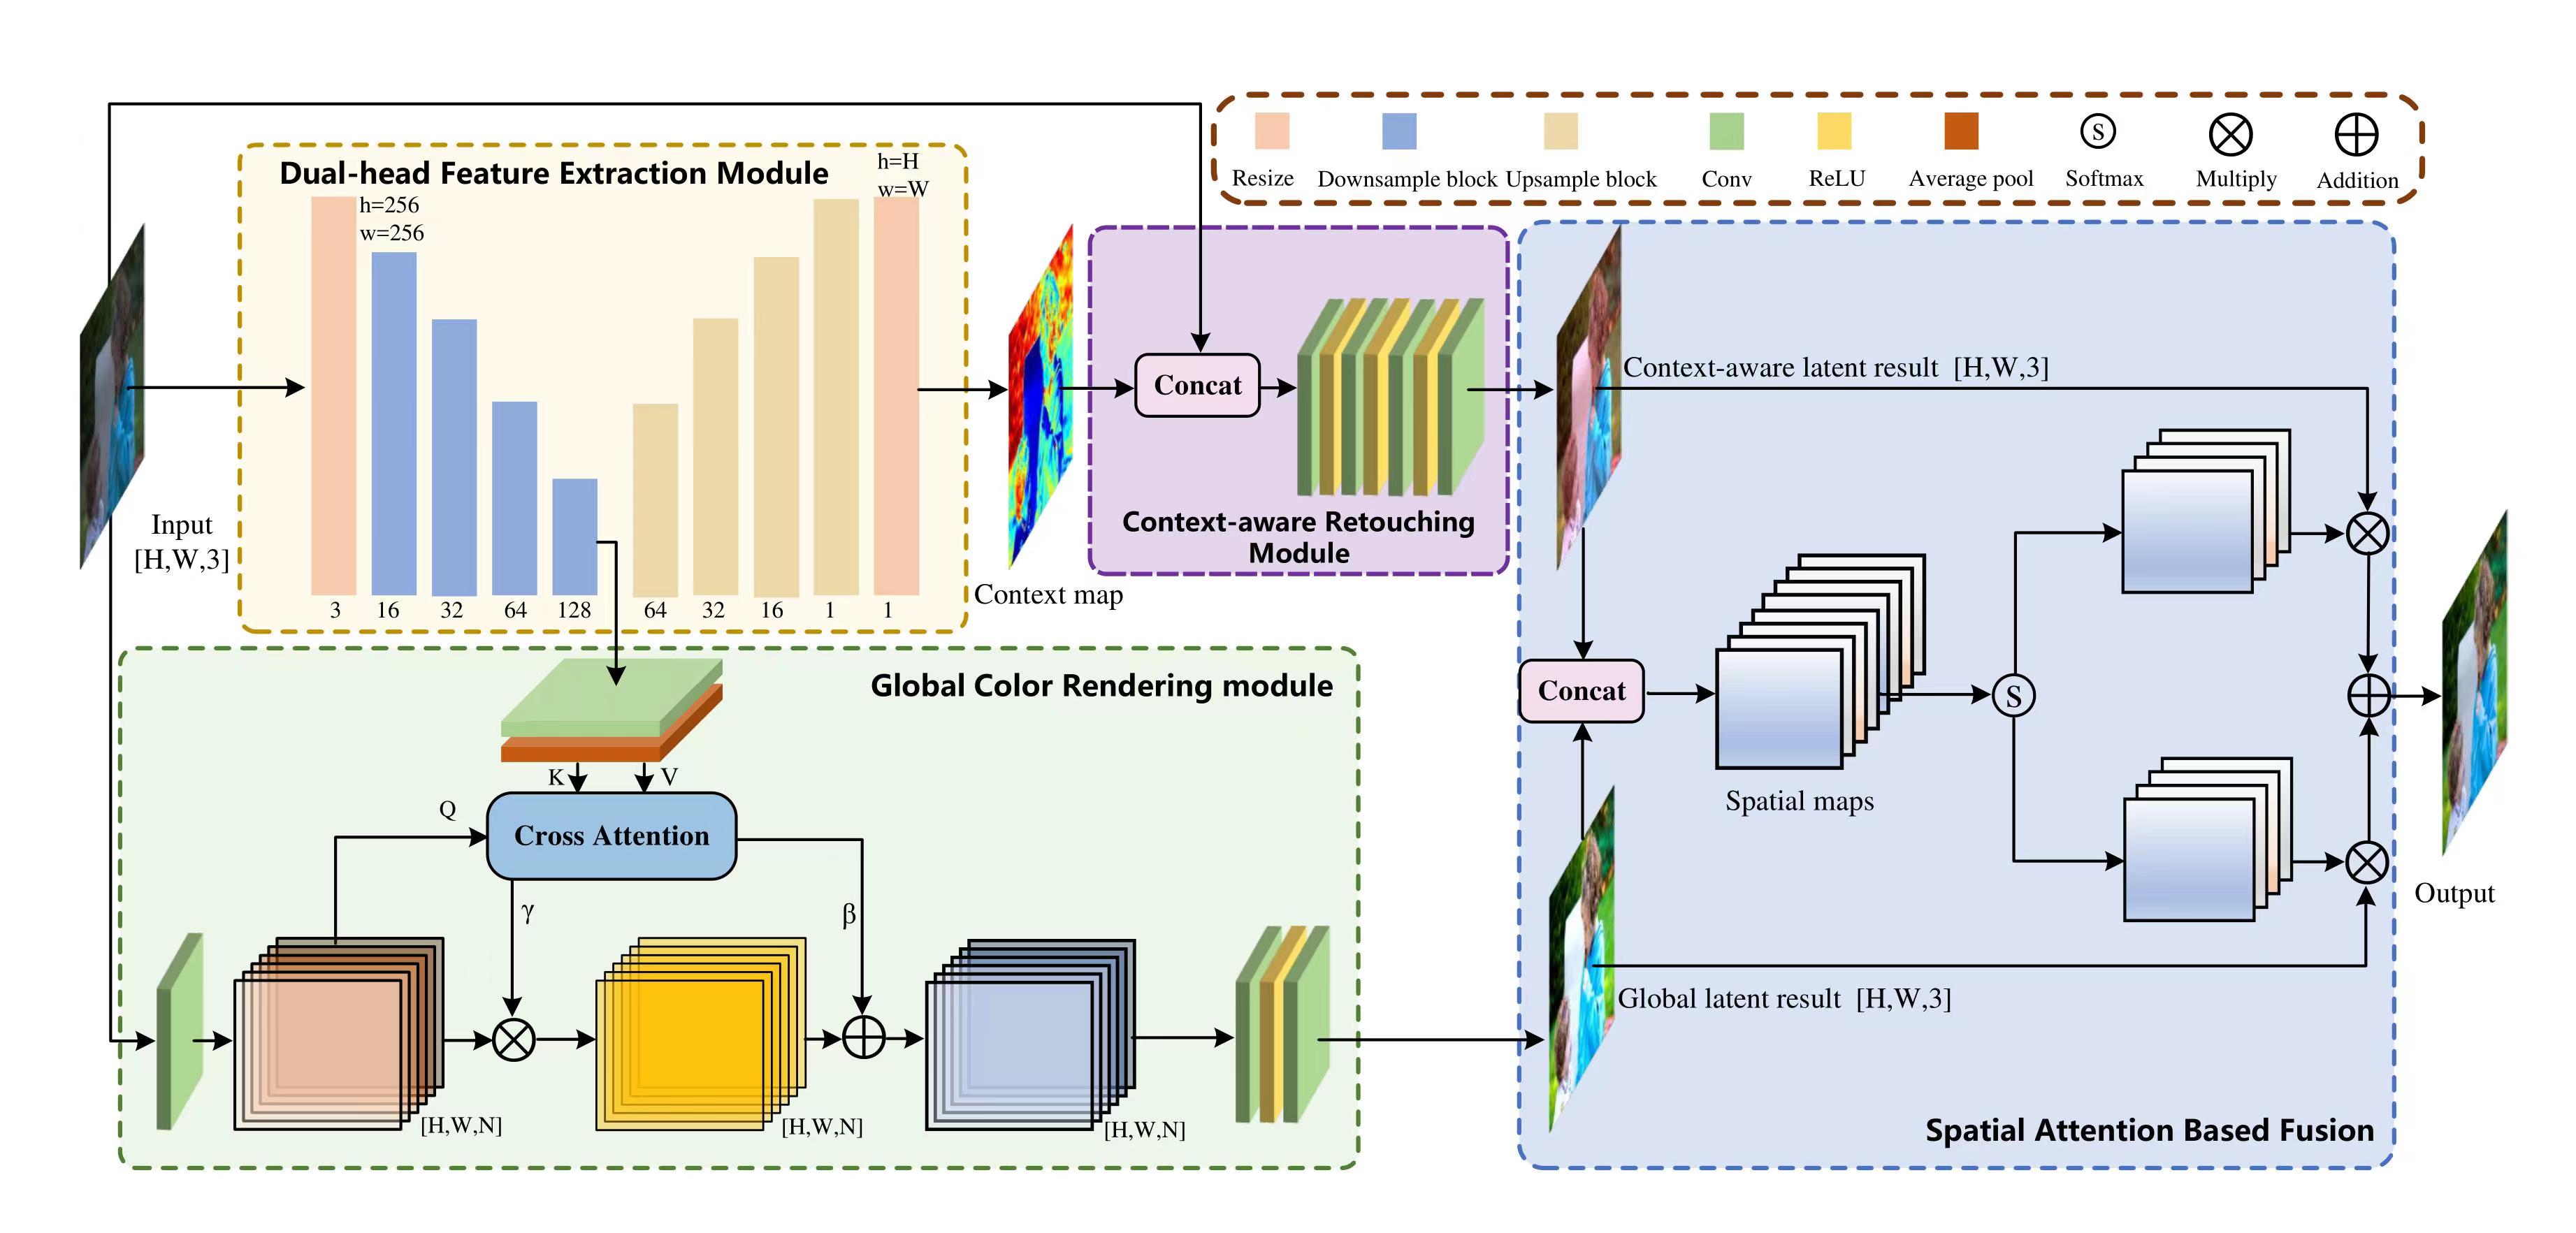 Resize
Downsample block
Upsample block
Conv
ReLU
Average pool
S
Softmax
Multiply
Addition
Dual-head Feature Extraction Module
h=H
w=W
h=256
w=256
Input
[H,W,3]
3
16
32
64
128
64
32
16
1
1
Context map
Concat
Context-aware Retouching
Module
Context-aware latent result [H,W,3]
Concat
Spatial maps
S
Global latent result [H,W,3]
Spatial Attention Based Fusion
Output
Global Color Rendering module
K
V
Q
Cross Attention
γ
β
[H,W,N]
[H,W,N]
[H,W,N]